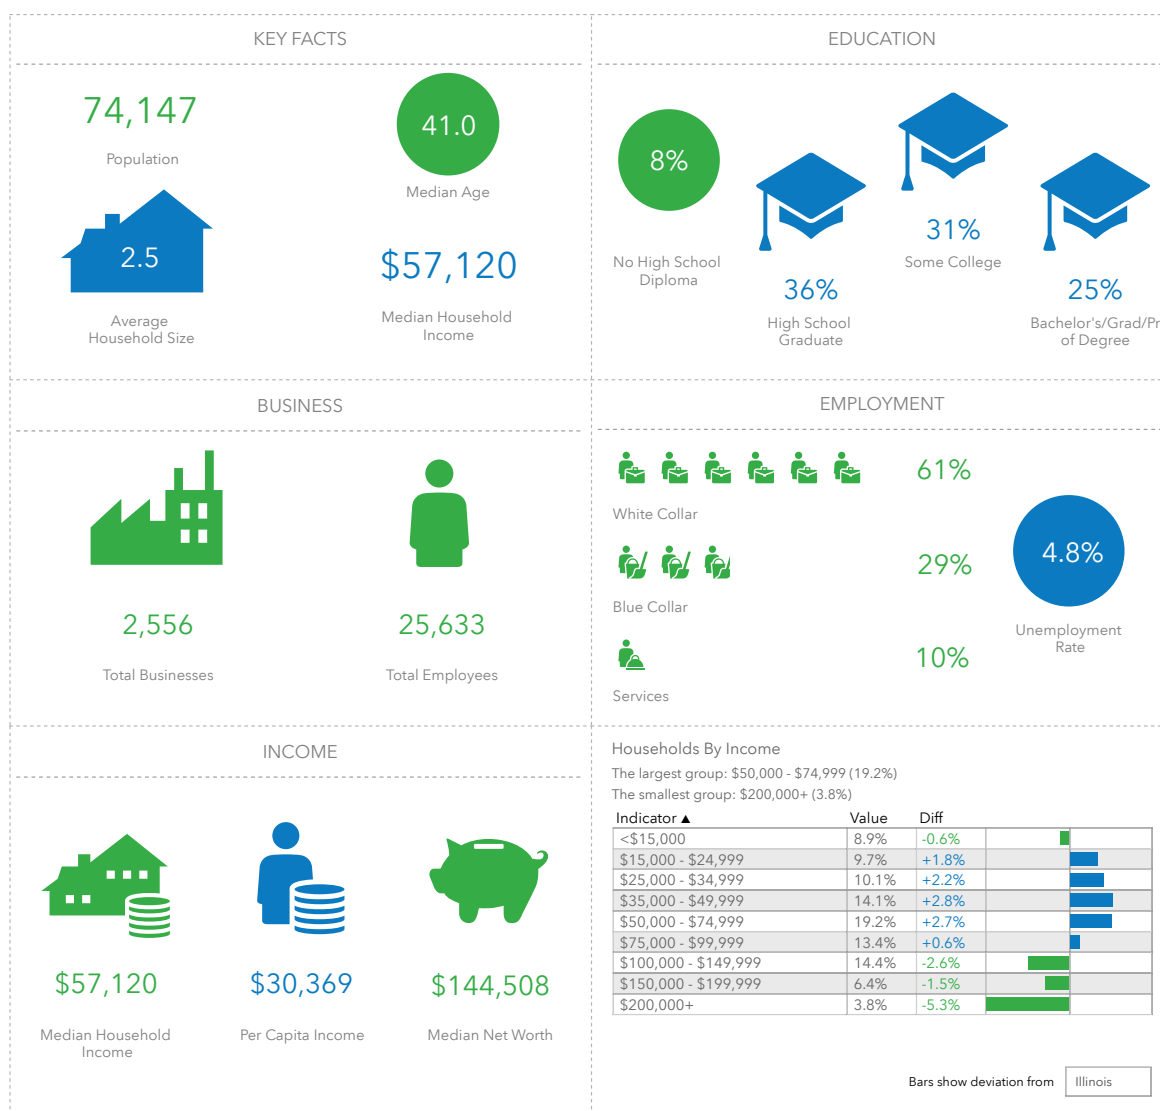 KEY FACTS
74,147
Population
41.0
Median Age
2.5
Average
Household Size
$57,120
Median Household
Income
EDUCATION
8%
No High School
Diploma
36%
High School
Graduate
31%
Some College
25%
Bachelor's/Grad/Pr
of Degree
BUSINESS
2,556
Total Businesses
25,633
Total Employees
EMPLOYMENT
61%
White Collar
29%
Blue Collar
10%
Services
4.8%
Unemployment
Rate
INCOME
$57,120
Median Household
Income
$30,369
Per Capita Income
$144,508
Median Net Worth
Households By Income
The largest group: $50,000 - $74,999 (19.2%)
The smallest group: $200,000+ (3.8%)
Indicator ▲ Value Diff
<$15,000 8.9% -0.6%
$15,000 - $24,999 9.7% +1.8%
$25,000 - $34,999 10.1% +2.2%
$35,000 - $49,999 14.1% +2.8%
$50,000 - $74,999 19.2% +2.7%
$75,000 - $99,999 13.4% +0.6%
$100,000 - $149,999 14.4% -2.6%
$150,000 - $199,999 6.4% -1.5%
$200,000+ 3.8% -5.3%
Bars show deviation from Illinois